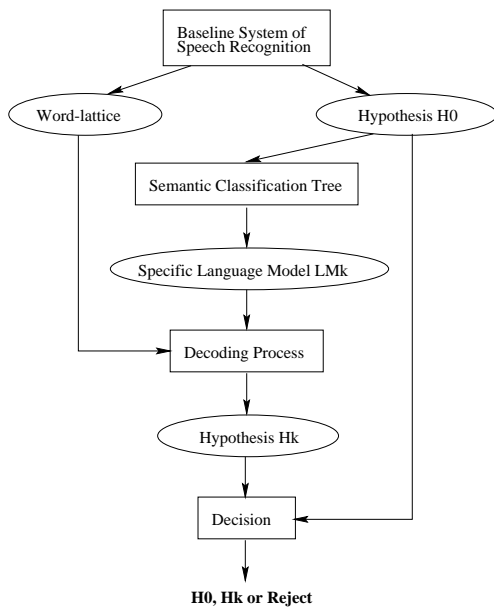 Baseline System of
Speech Recognition
Word-lattice
Hypothesis H0
Semantic Classification Tree
Specific Language Model LMk
Decoding Process
Hypothesis Hk
Decision
H0, Hk or Reject